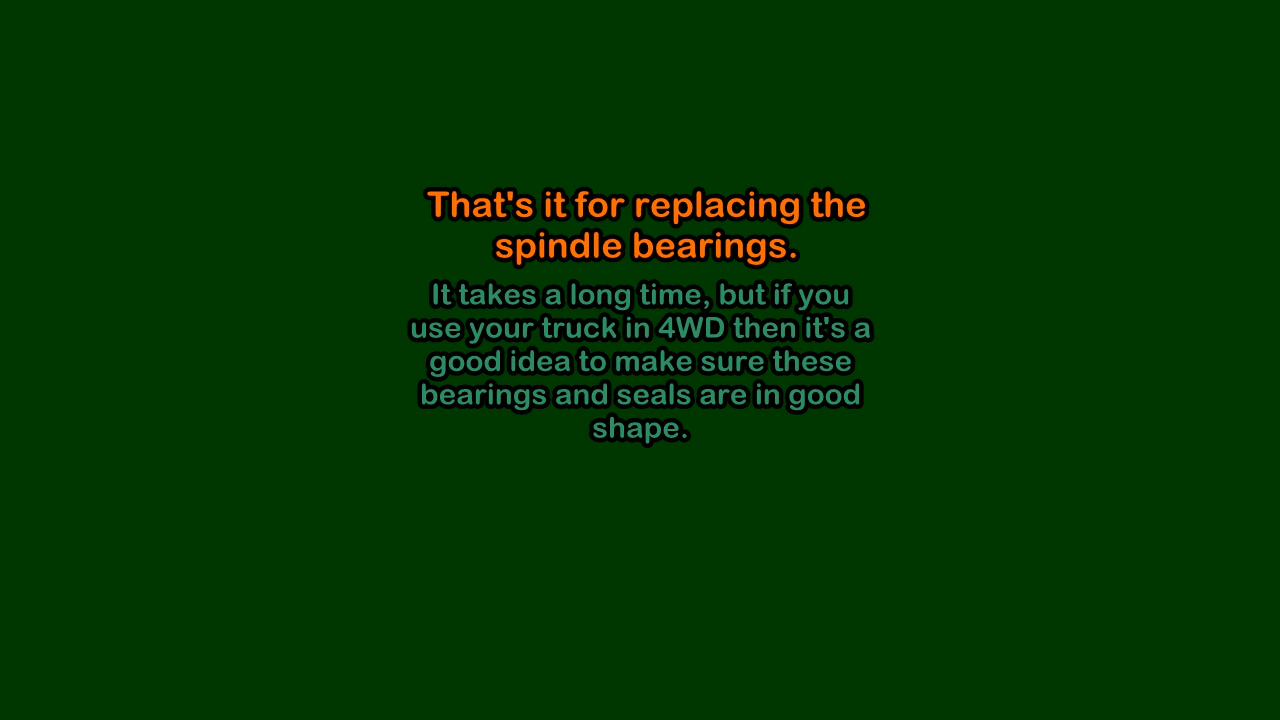 That's it for replacing the
spindle bearings.
It takes a long time, but if you
use your truck in 4WD then it's a
good idea to make sure these
bearings and seals are in good
shape.